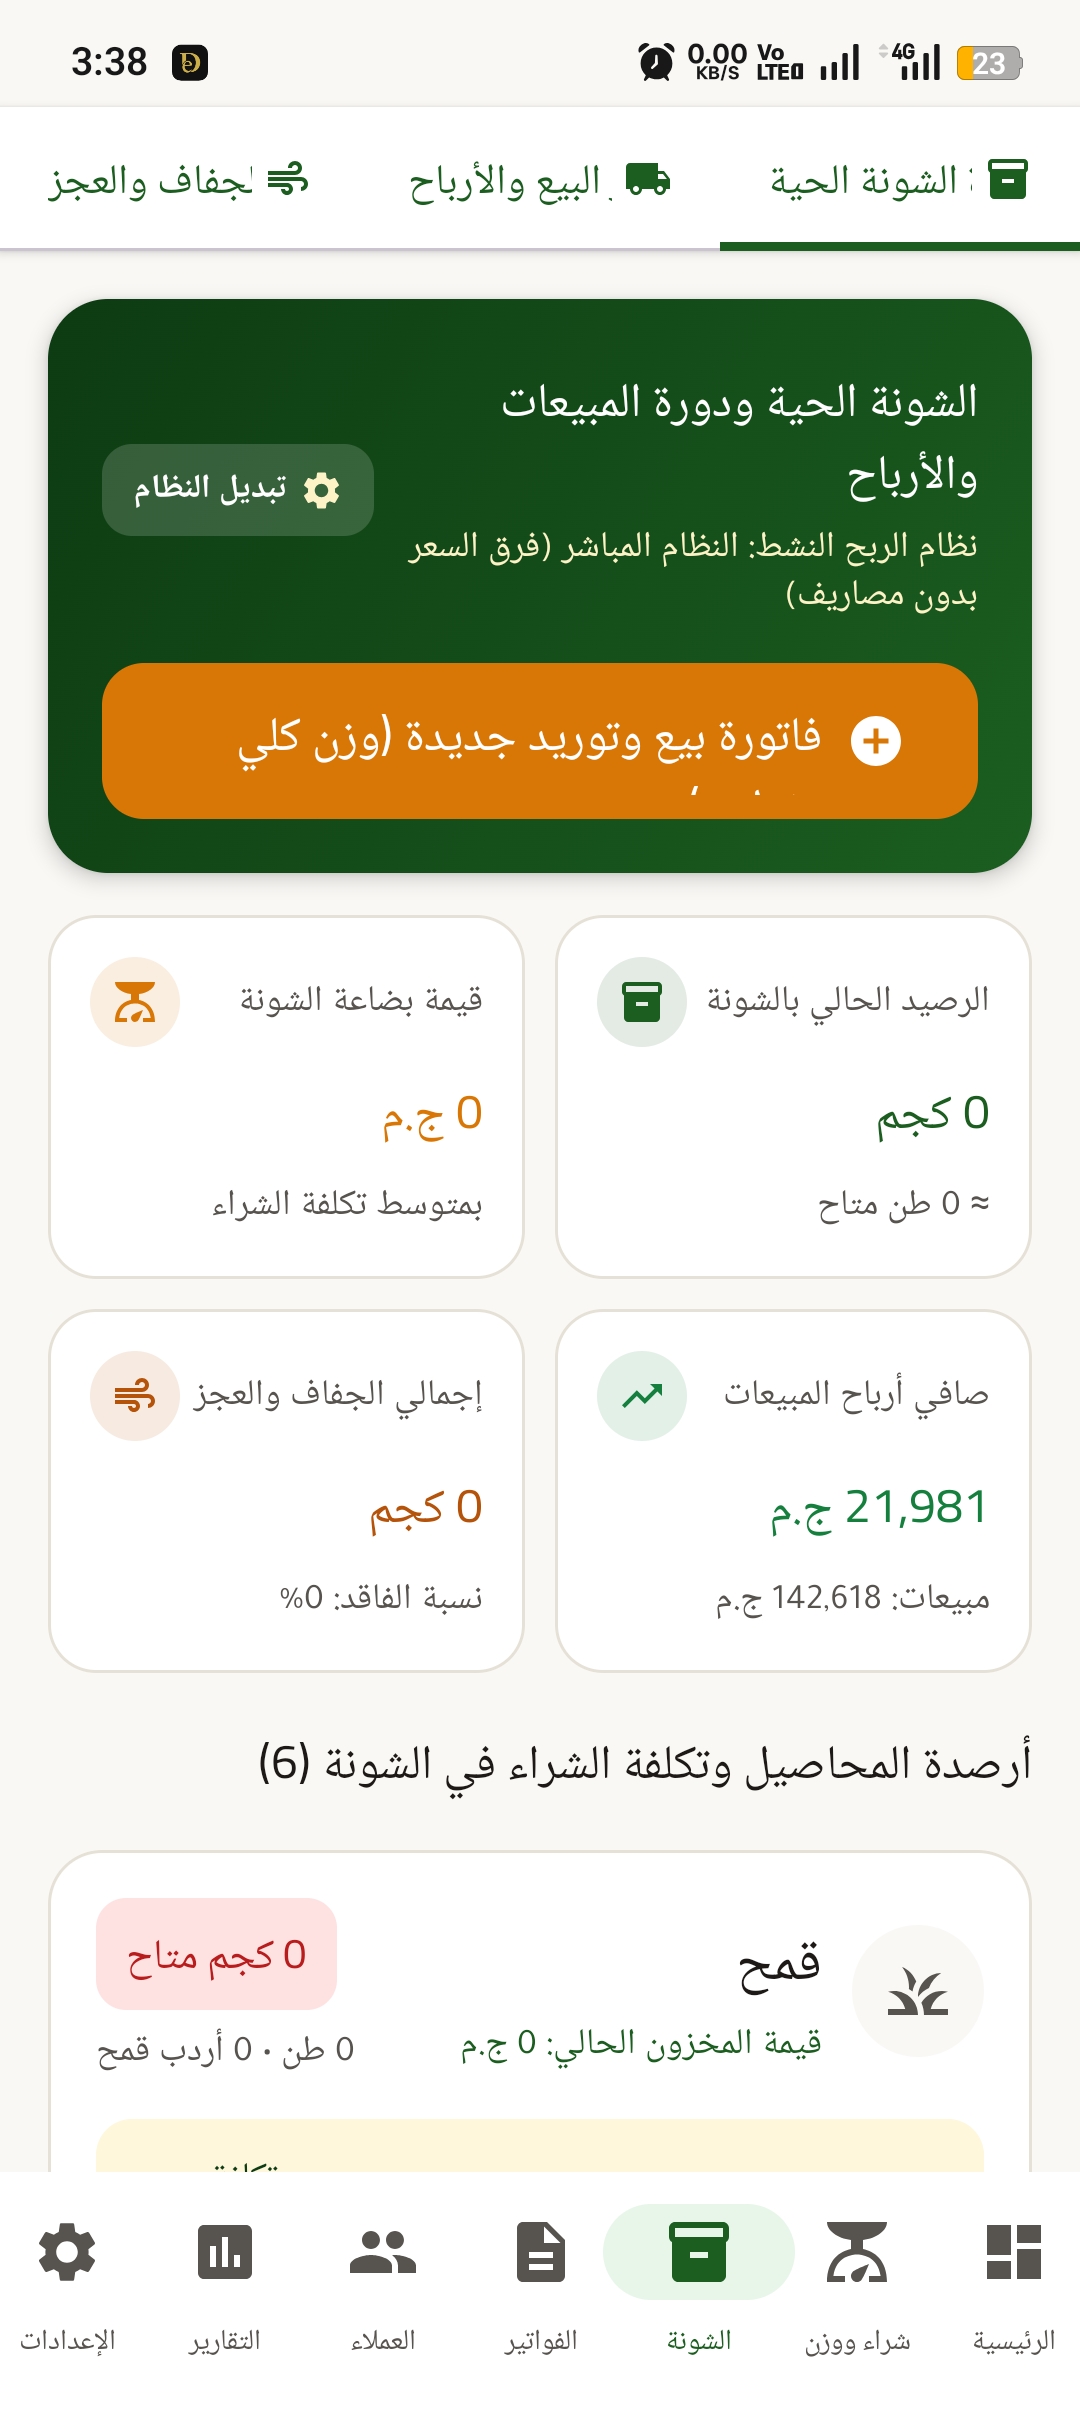 3:38
0.00 KB/S
Vo LTE
4G
23
الشونة الحية
البيع والأرباح
لجفاف والعجز
الشونة الحية ودورة المبيعات
والأرباح
تبديل النظام
نظام الربح النشط: النظام المباشر (فرق السعر
بدون مصاريف)
فاتورة بيع وتوريد جديدة (وزن كلي
الرصيد الحالي بالشونة
0 كجم
≈ 0 طن متاح
قيمة بضاعة الشونة
0 ج.م
بمتوسط تكلفة الشراء
صافي أرباح المبيعات
21,981 ج.م
مبيعات: 142,618 ج.م
إجمالي الجفاف والعجز
0 كجم
نسبة الفاقد: 0%
أرصدة المحاصيل وتكلفة الشراء في الشونة (6)
قمح
0 كجم متاح
قيمة المخزون الحالي: 0 ج.م
0 طن • 0 أردب قمح
الرئيسية
شراء ووزن
الشونة
الفواتير
العملاء
التقارير
الإعدادات